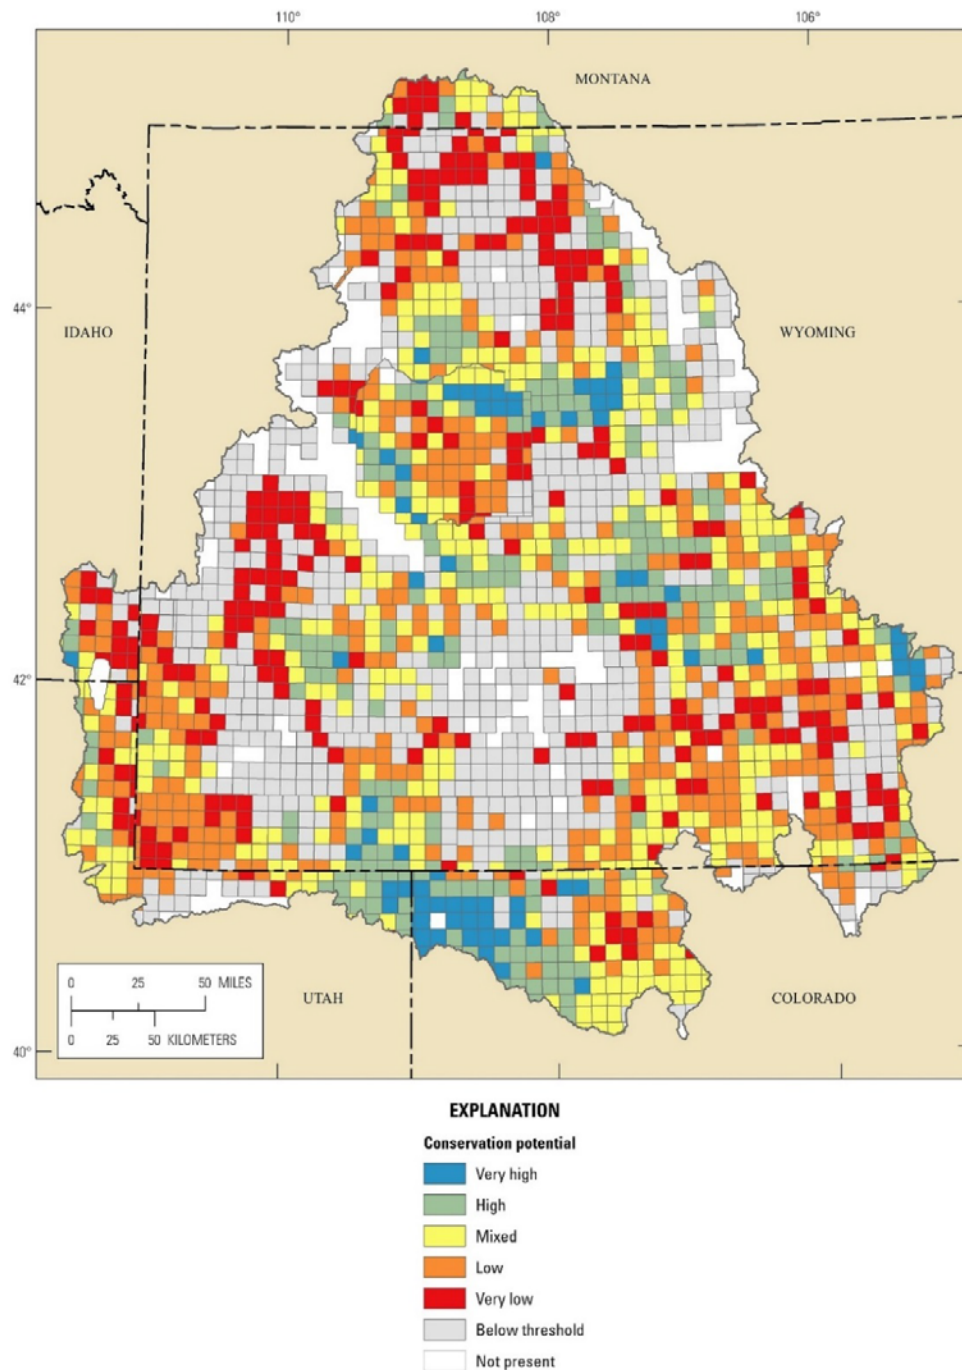 110° 108° 106°
MONTANA
44°
IDAHO WYOMING
42°
0 25 50 MILES
0 25 50 KILOMETERS
UTAH COLORADO
40°
EXPLANATION
Conservation potential
Very high
High
Mixed
Low
Very low
Below threshold
Not present